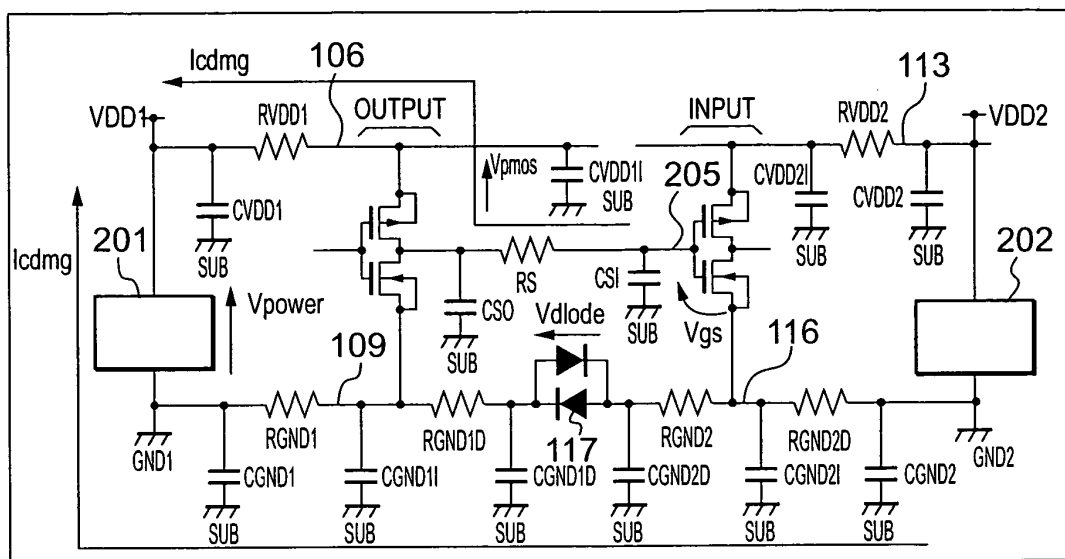 Icdmg
106
113
VDD1
RVDD1
OUTPUT
INPUT
RVDD2
VDD2
Vpmos
CVDD1I
SUB
205
CVDD2I
SUB
CVDD2
SUB
CVDD1
SUB
201
Icdmg
Vpower
RS
CSI
SUB
CSO
SUB
Vdlode
Vgs
202
109
116
RGND1
RGND1D
117
RGND2
RGND2D
GND1
GND2
CGND1
SUB
CGND1I
SUB
CGND1D
SUB
CGND2D
SUB
CGND2I
SUB
CGND2
SUB